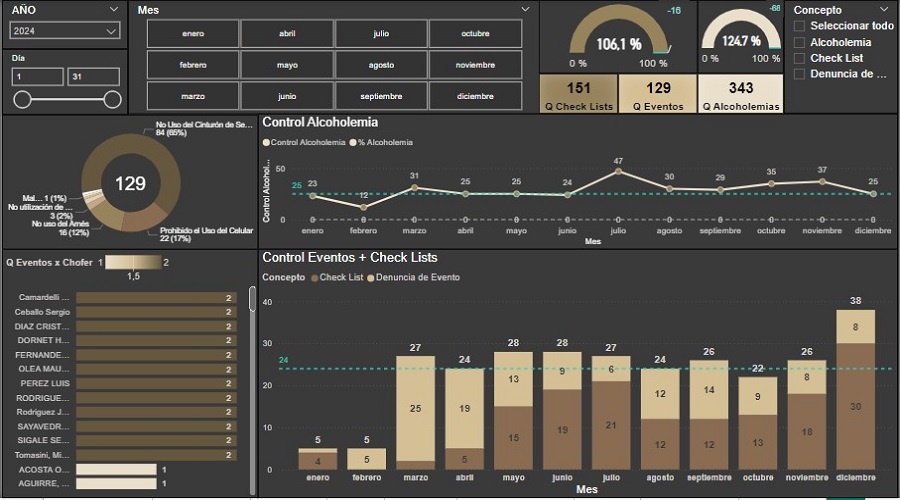 AÑO
2024
Día
1 31
Mes
enero abril julio octubre
febrero mayo agosto noviembre
marzo junio septiembre diciembre
-16
106,1 %
0 % 100 %
-68
124,7 %
0 % 100 %
151
Q Check Lists
129
Q Eventos
343
Q Alcoholemias
Concepto
Seleccionar todo
Alcoholemia
Check List
Denuncia de ...
No Uso del Cinturón de Se...
84 (65%)
129
Mal... 1 (1%)
No utilización de ...
3 (2%)
No uso del Arnés
16 (12%)
Prohibido el Uso del Celular
22 (17%)
Control Alcoholemia
Control Alcoholemia % Alcoholemia
Control Alcohol...
50
25
0
23 12 31 25 25 24 47 30 29 35 37 25
0 0 0 0 0 0 0 0 0 0 0 0
enero febrero marzo abril mayo junio julio agosto septiembre octubre noviembre diciembre
Mes
Q Eventos x Chofer 1 2
1,5
Camardelli ... 2
Ceballo Sergio 2
DIAZ CRIST... 2
DORNET H... 2
FERNANDE... 2
OLEA MAU... 2
PEREZ LUIS 2
RODRIGUE... 2
Rodriguez J... 2
SAYAVEDR... 2
SIGALE SE... 2
Tomasini, Mi... 2
ACOSTA O... 1
AGUIRRE, ... 1
Control Eventos + Check Lists
Concepto Check List Denuncia de Evento
40
30
24
20
10
0
5 5 27 24 28 28 27 24 26 22 26 38
5 25 19 13 9 6 12 14 9 8 8
4 5 15 19 21 12 12 13 18 30
enero febrero marzo abril mayo junio julio agosto septiembre octubre noviembre diciembre
Mes